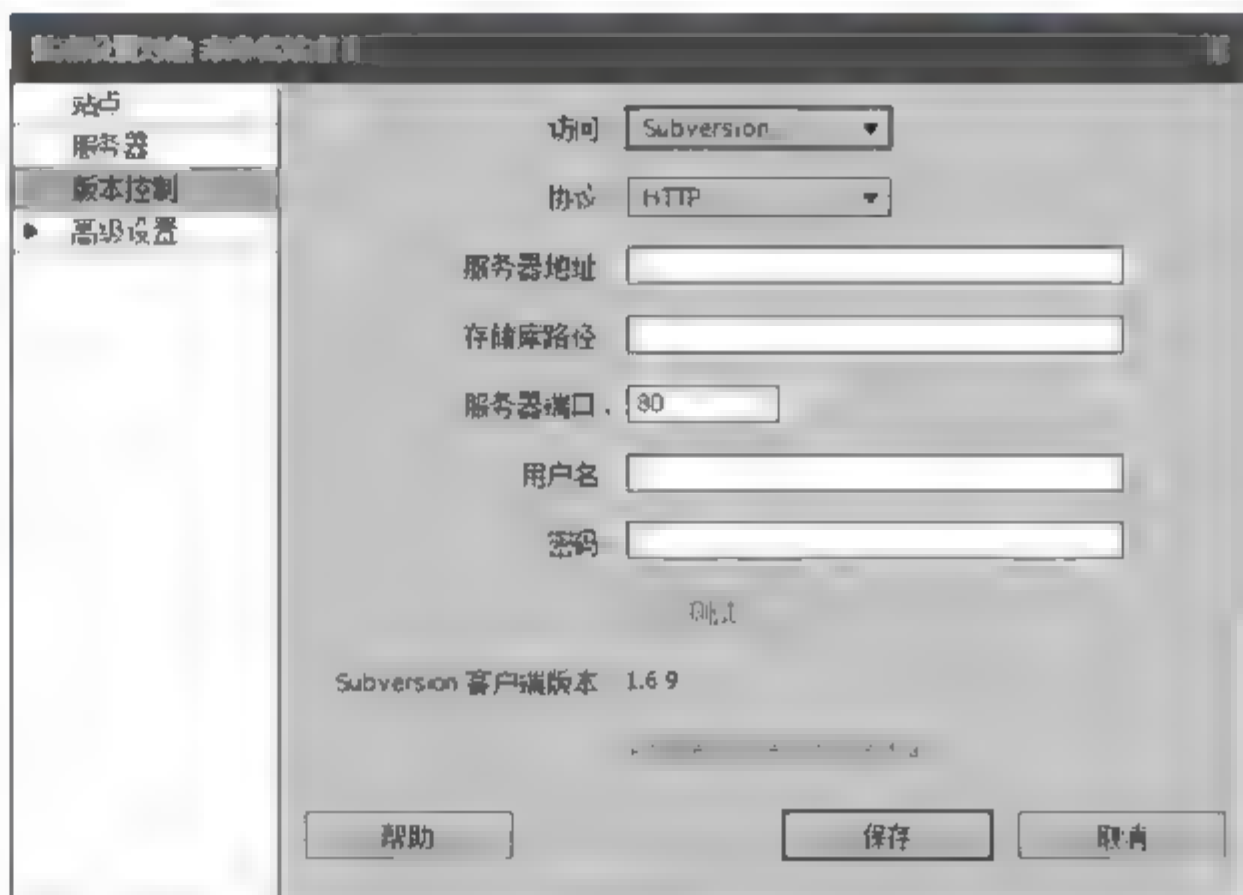 站点
服务器
版本控制
高级设置
访问 Subversion
协议 HTTP
服务器地址
存储库路径
服务器端口: 80
用户名
密码
测试
Subversion 客户端版本 1.6.9
帮助
保存
取消